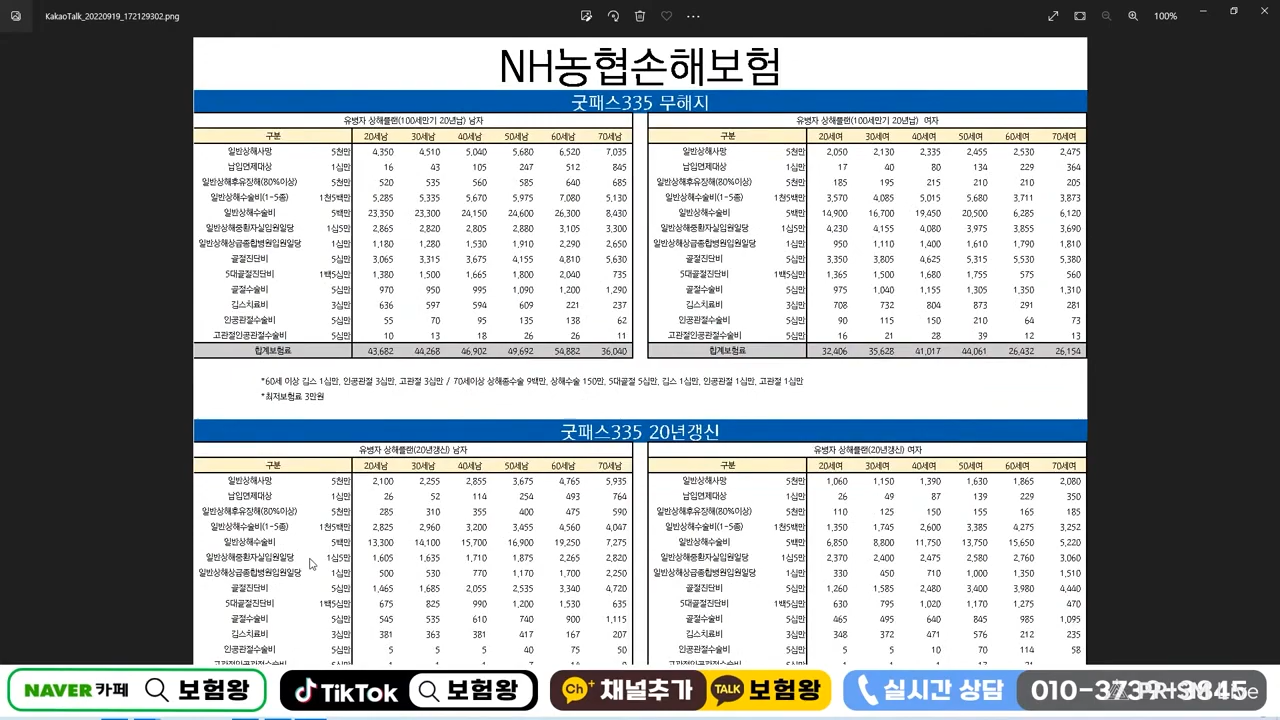 KakaoTalk_20220919_172129302.png
100%
NH농협손해보험
굿패스335 무해지
유병자 상해플랜(100세만기 20년납) 남자
구분 20세남 30세남 40세남 50세남 60세남 70세남
일반상해사망 5천만 4,350 4,510 5,040 5,680 6,520 7,035
납입면제대상 1십만 16 43 105 247 512 845
일반상해후유장해(80%이상) 5천만 520 535 560 585 640 685
일반상해수술비(1-5종) 1천5백만 5,285 5,335 5,670 5,975 7,080 5,130
일반상해수술비 5백만 23,350 23,300 24,150 24,600 26,300 8,430
일반상해중환자실입원일당 1십5만 2,865 2,820 2,805 2,880 3,105 3,300
일반상해상급종합병원입원일당 1십만 1,180 1,280 1,530 1,910 2,290 2,650
골절진단비 5십만 3,065 3,315 3,675 4,155 4,810 5,630
5대골절진단비 1백5십만 1,380 1,500 1,665 1,800 2,040 735
골절수술비 5십만 970 950 995 1,090 1,200 1,290
깁스치료비 3십만 636 597 594 609 221 237
인공관절수술비 5십만 55 70 95 135 138 62
고관절인공관절수술비 5십만 10 13 18 26 26 11
합계보험료 43,682 44,268 46,902 49,692 54,882 36,040
유병자 상해플랜(100세만기 20년납) 여자
구분 20세여 30세여 40세여 50세여 60세여 70세여
일반상해사망 5천만 2,050 2,130 2,335 2,455 2,530 2,475
납입면제대상 1십만 17 40 80 134 229 364
일반상해후유장해(80%이상) 5천만 185 195 215 210 210 205
일반상해수술비(1-5종) 1천5백만 3,570 4,085 5,015 5,680 3,711 3,873
일반상해수술비 5백만 14,900 16,700 19,450 20,500 6,285 6,120
일반상해중환자실입원일당 1십5만 4,230 4,155 4,080 3,975 3,855 3,690
일반상해상급종합병원입원일당 1십만 950 1,110 1,400 1,610 1,790 1,810
골절진단비 5십만 3,350 3,805 4,625 5,315 5,530 5,380
5대골절진단비 1백5십만 1,365 1,500 1,680 1,755 575 560
골절수술비 5십만 975 1,040 1,155 1,305 1,350 1,310
깁스치료비 3십만 708 732 804 873 291 281
인공관절수술비 5십만 90 115 150 210 64 73
고관절인공관절수술비 5십만 16 21 28 39 12 13
합계보험료 32,406 35,628 41,017 44,061 26,432 26,154
*60세 이상 깁스 1십만, 인공관절 3십만, 고관절 3십만 / 70세이상 상해종수술 9백만, 상해수술 150만, 5대골절 5십만, 깁스 1십만, 인공관절 1십만, 고관절 1십만
*최저보험료 3만원
굿패스335 20년갱신
유병자 상해플랜(20년갱신) 남자
구분 20세남 30세남 40세남 50세남 60세남 70세남
일반상해사망 5천만 2,100 2,255 2,855 3,675 4,765 5,935
납입면제대상 1십만 26 52 114 254 493 764
일반상해후유장해(80%이상) 5천만 285 310 355 400 475 590
일반상해수술비(1-5종) 1천5백만 2,825 2,960 3,200 3,455 4,560 4,047
일반상해수술비 5백만 13,300 14,100 15,700 16,900 19,250 7,275
일반상해중환자실입원일당 1십5만 1,605 1,635 1,710 1,875 2,265 2,820
일반상해상급종합병원입원일당 1십만 500 530 770 1,170 1,700 2,250
골절진단비 5십만 1,465 1,685 2,055 2,535 3,340 4,720
5대골절진단비 1백5십만 675 825 990 1,200 1,530 635
골절수술비 5십만 545 535 610 740 900 1,115
깁스치료비 3십만 381 363 381 417 167 207
인공관절수술비 5십만 5 5 5 40 75 50
유병자 상해플랜(20년갱신) 여자
구분 20세여 30세여 40세여 50세여 60세여 70세여
일반상해사망 5천만 1,060 1,150 1,390 1,630 1,865 2,080
납입면제대상 1십만 26 49 87 139 229 350
일반상해후유장해(80%이상) 5천만 110 125 150 155 165 185
일반상해수술비(1-5종) 1천5백만 1,350 1,745 2,600 3,385 4,275 3,252
일반상해수술비 5백만 6,850 8,800 11,750 13,750 15,650 5,220
일반상해중환자실입원일당 1십5만 2,370 2,400 2,475 2,580 2,760 3,060
일반상해상급종합병원입원일당 1십만 330 450 710 1,000 1,350 1,510
골절진단비 5십만 1,260 1,585 2,480 3,400 3,980 4,440
5대골절진단비 1백5십만 630 795 1,020 1,170 1,275 470
골절수술비 5십만 465 495 640 845 985 1,095
깁스치료비 3십만 348 372 471 576 212 235
인공관절수술비 5십만 5 5 10 70 114 58
NAVER 카페 보험왕
TikTok 보험왕
Ch+ 채널추가 TALK 보험왕
실시간 상담 010-3739-3845